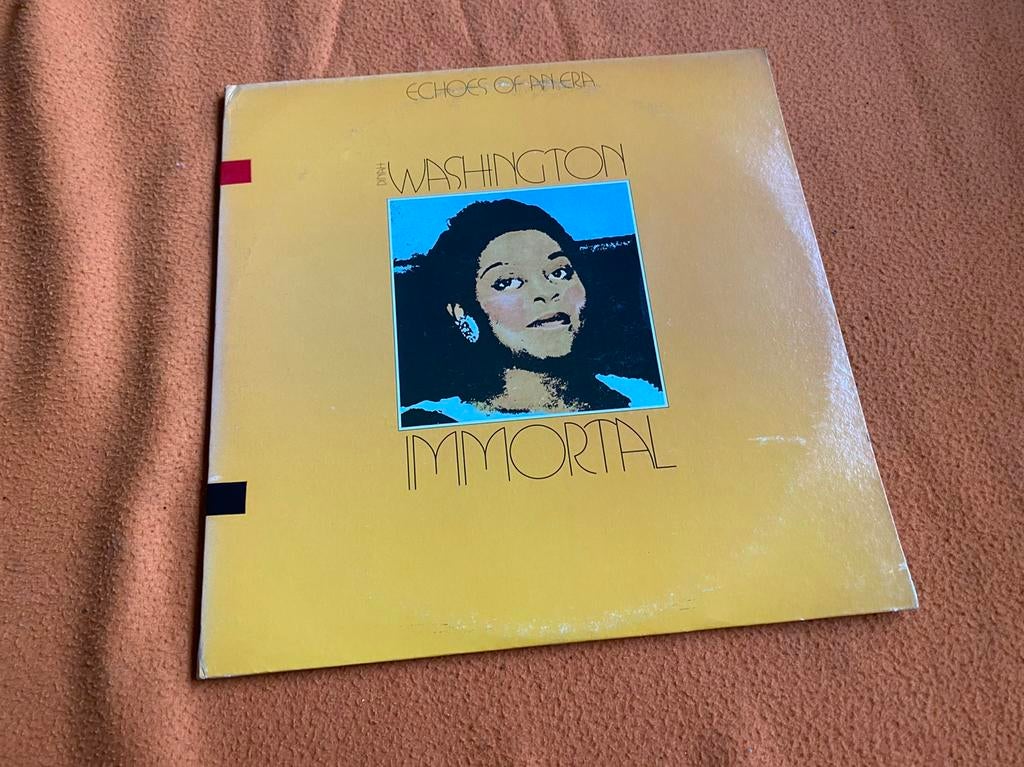 ECHOES OF AN ERA
DINAH WASHINGTON
IMMORTAL